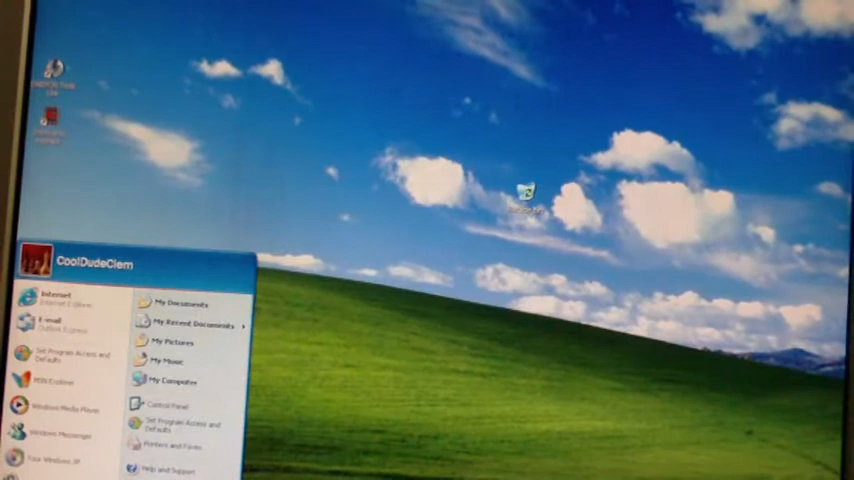 CoolDudeClem
Internet
Internet Explorer
E-mail
Outlook Express
Set Program Access and
Defaults
MSN Explorer
Windows Media Player
Windows Messenger
Tour Windows XP
My Documents
My Recent Documents
My Pictures
My Music
My Computer
Control Panel
Set Program Access and
Defaults
Printers and Faxes
Help and Support
Recycle Bin